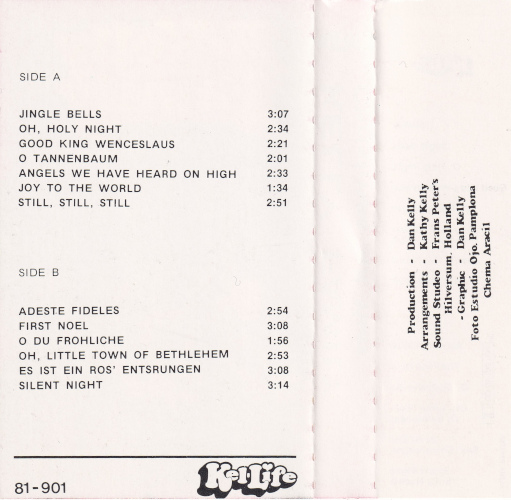 SIDE A
JINGLE BELLS 3:07
OH, HOLY NIGHT 2:34
GOOD KING WENCESLAUS 2:21
O TANNENBAUM 2:01
ANGELS WE HAVE HEARD ON HIGH 2:33
JOY TO THE WORLD 1:34
STILL, STILL, STILL 2:51
SIDE B
ADESTE FIDELES 2:54
FIRST NOEL 3:08
O DU FROHLICHE 1:56
OH, LITTLE TOWN OF BETHLEHEM 2:53
ES IST EIN ROS' ENTSRUNGEN 3:08
SILENT NIGHT 3:14
81-901
Kel-Life
Production - Dan Kelly
Arrangements - Kathy Kelly
Sound Studeo - Frans Peter's
Hilversum. Holland
- Graphic - Dan Kelly
Foto Estudio Ojo. Pamplona
Chema Aracil